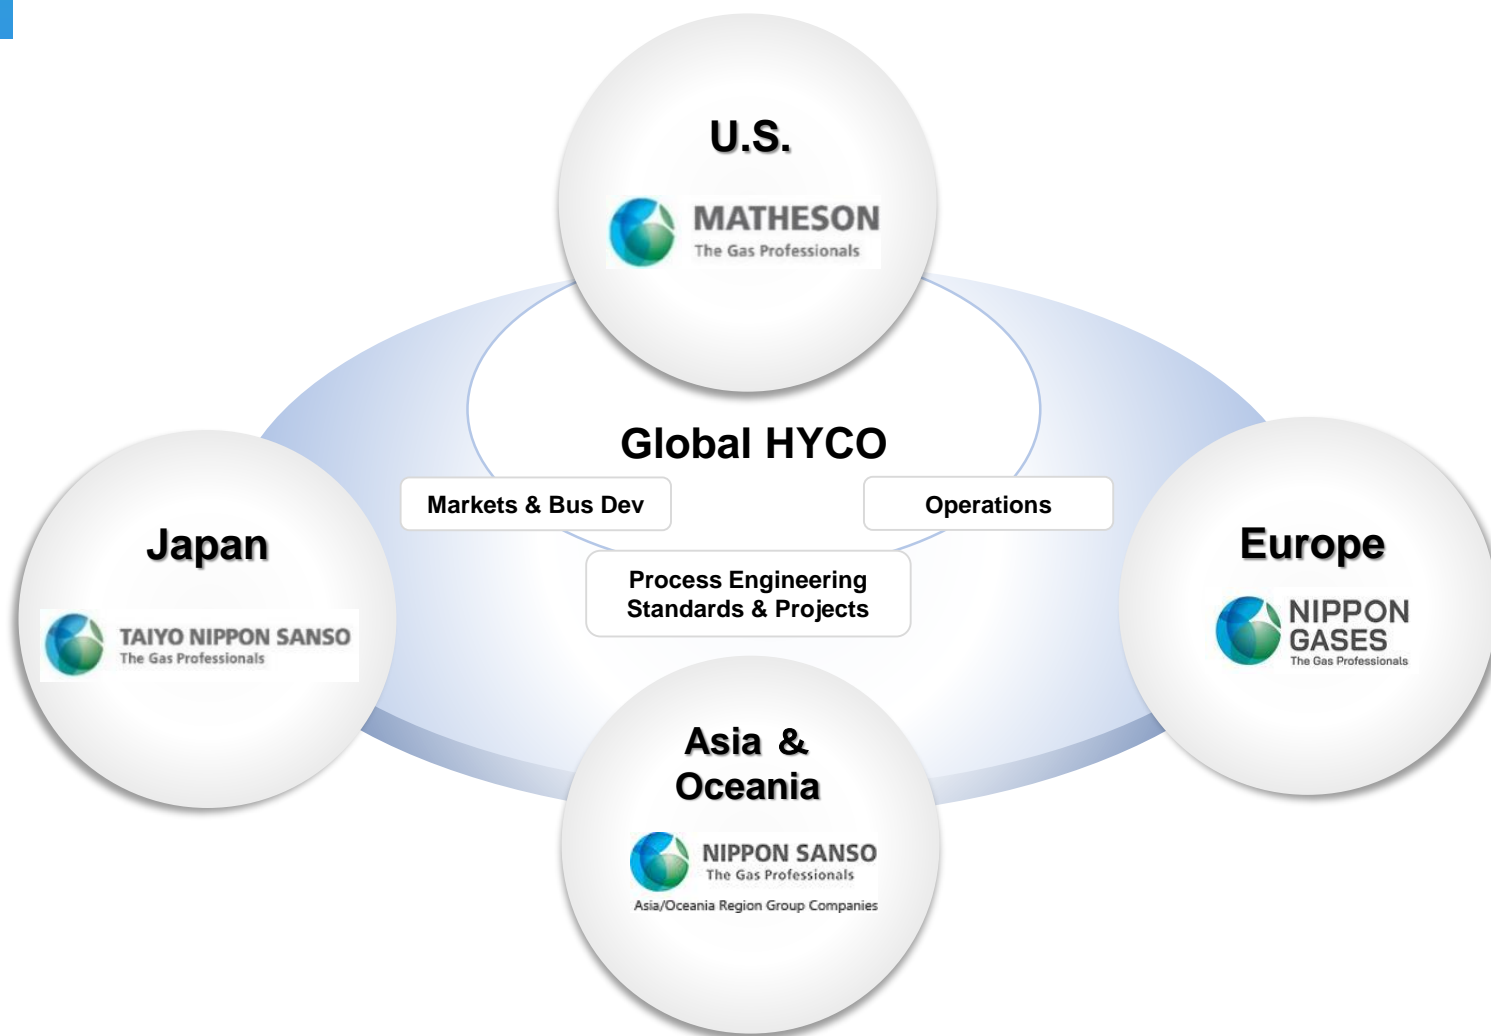 U.S.
MATHESON
The Gas Professionals
Global HYCO
Markets & Bus Dev
Operations
Process Engineering
Standards & Projects
Japan
TAIYO NIPPON SANSO
The Gas Professionals
Europe
NIPPON
GASES
The Gas Professionals
Asia &
Oceania
NIPPON SANSO
The Gas Professionals
Asia/Oceania Region Group Companies